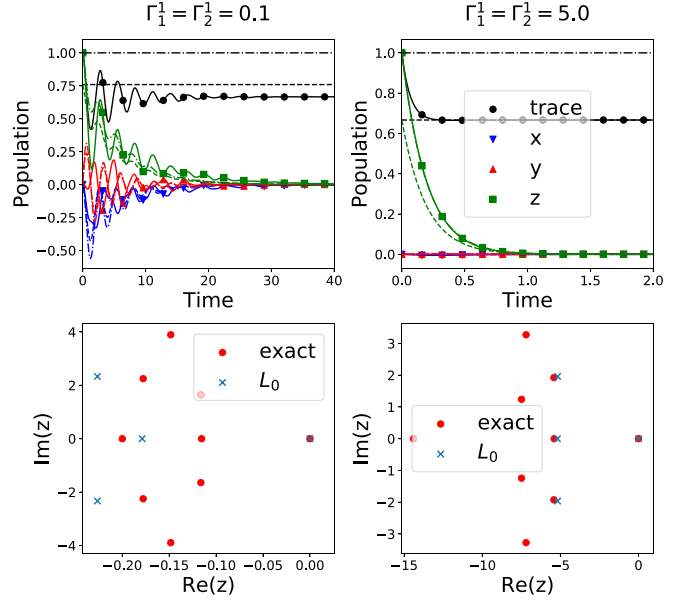 Γ₁¹ = Γ₂¹ = 0.1
Γ₁¹ = Γ₂¹ = 5.0
1.00
0.75
0.50
0.25
0.00
−0.25
−0.50
Population
0 10 20 30 40
Time
1.0
0.8
0.6
0.4
0.2
0.0
Population
0.0 0.5 1.0 1.5 2.0
Time
trace
x
y
z
4
2
0
−2
−4
Im(z)
−0.20 −0.15 −0.10 −0.05 0.00
Re(z)
exact
L₀
3
2
1
0
−1
−2
−3
Im(z)
−15 −10 −5 0
Re(z)
exact
L₀